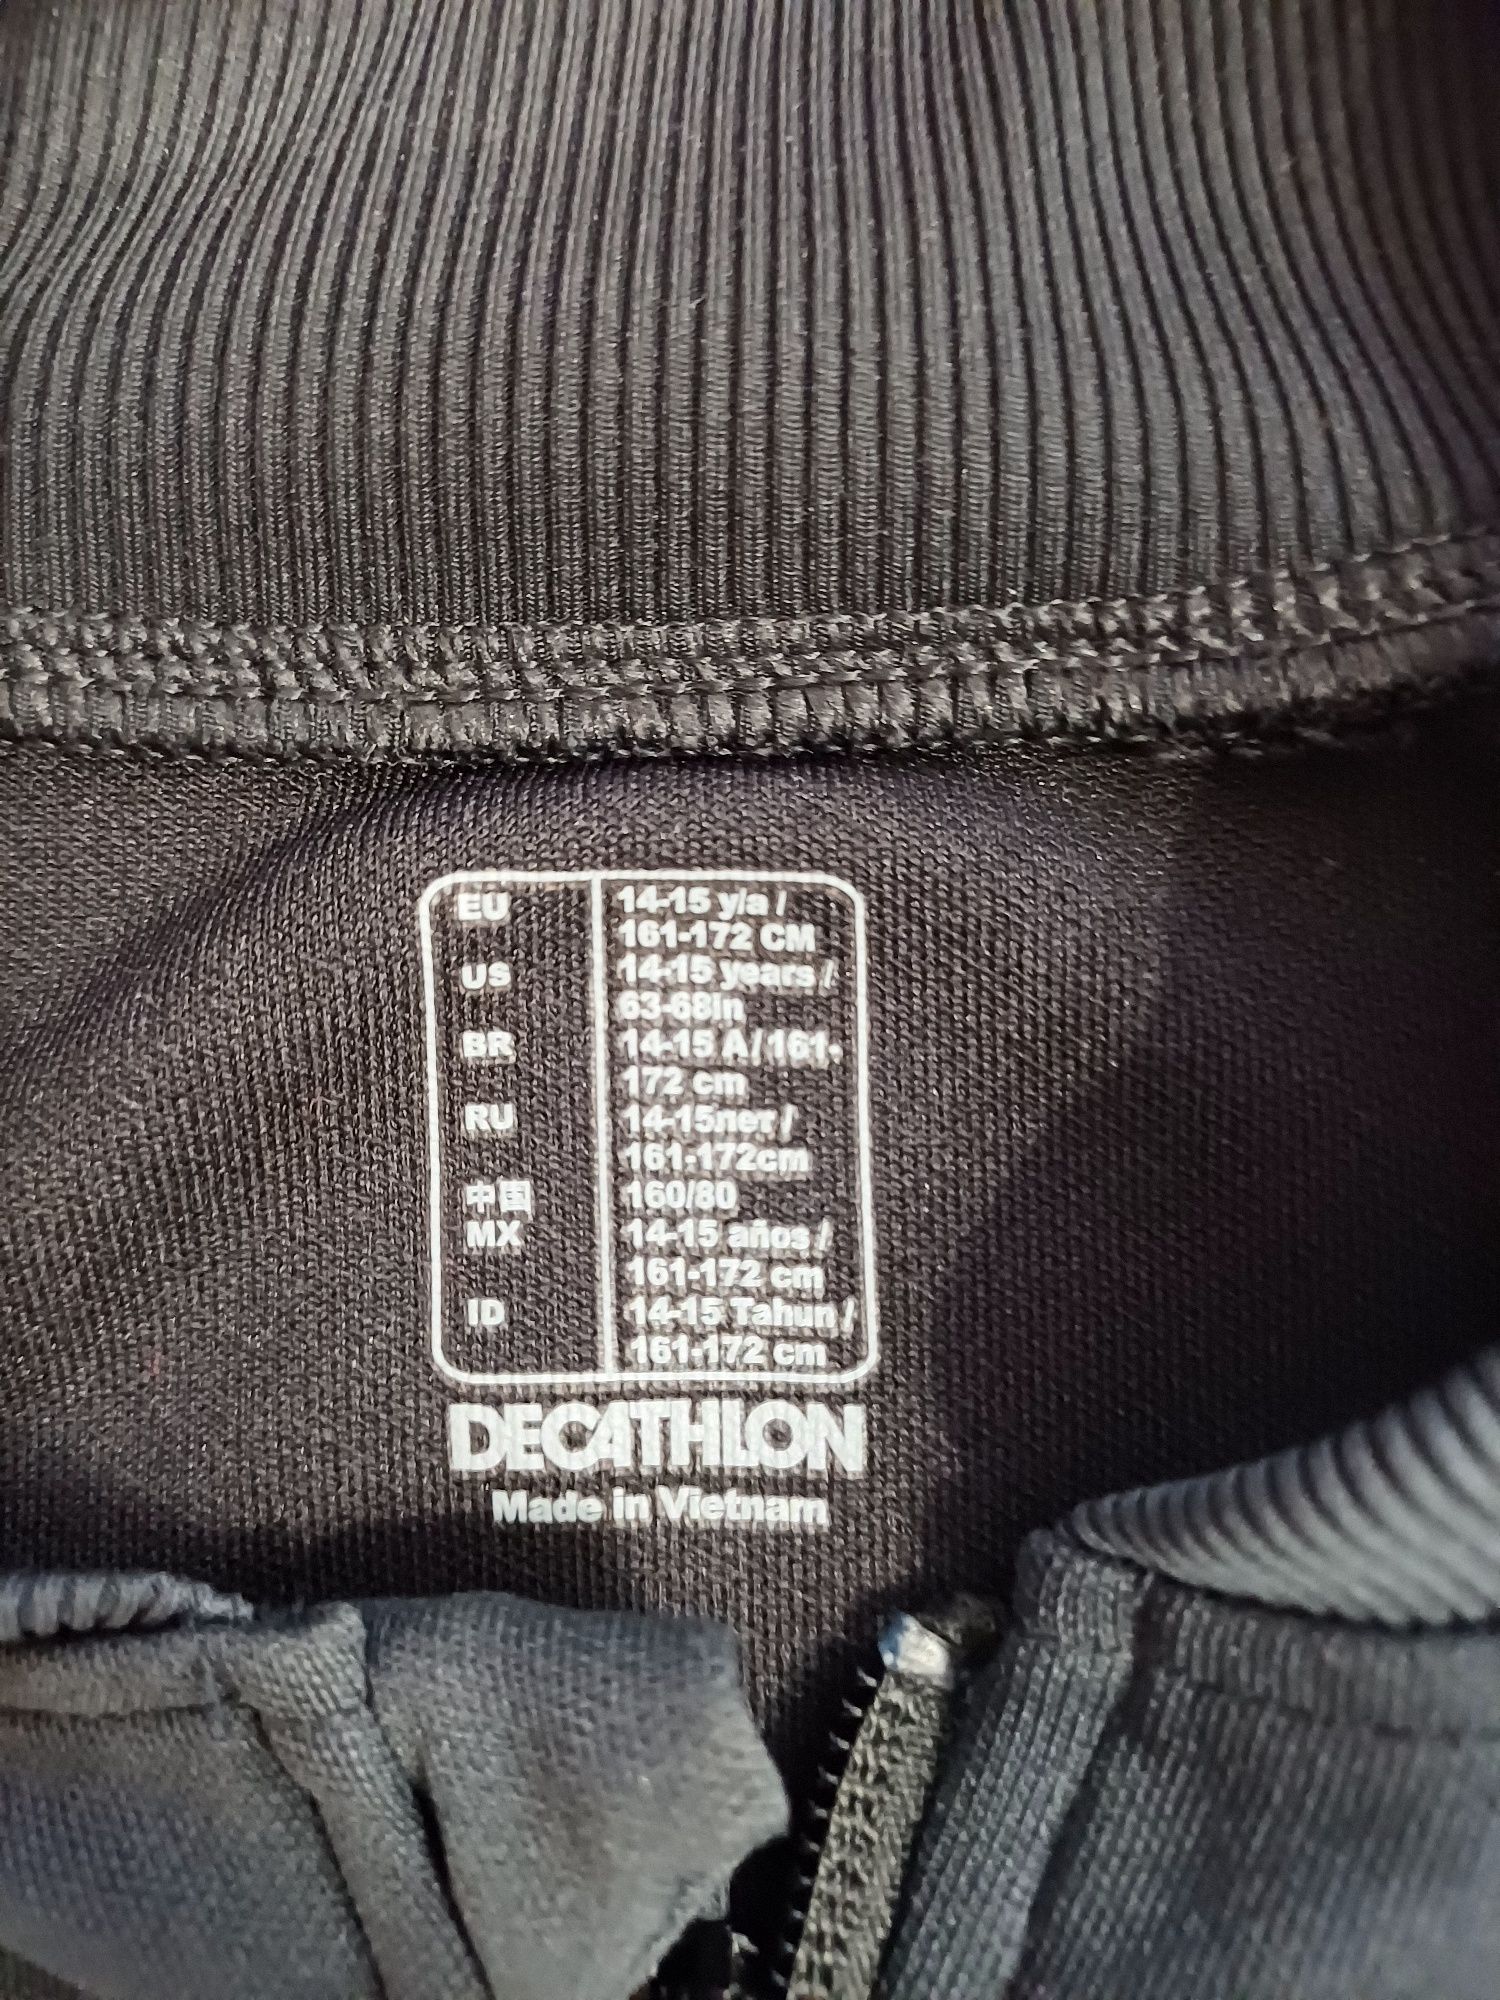 EU 14-15 y/a /
161-172 CM
US 14-15 years /
63-68in
BR 14-15 A / 161-
172 cm
RU 14-15лет /
161-172cm
中国 160/80
MX 14-15 años /
161-172 cm
ID 14-15 Tahun /
161-172 cm
DECATHLON
Made in Vietnam